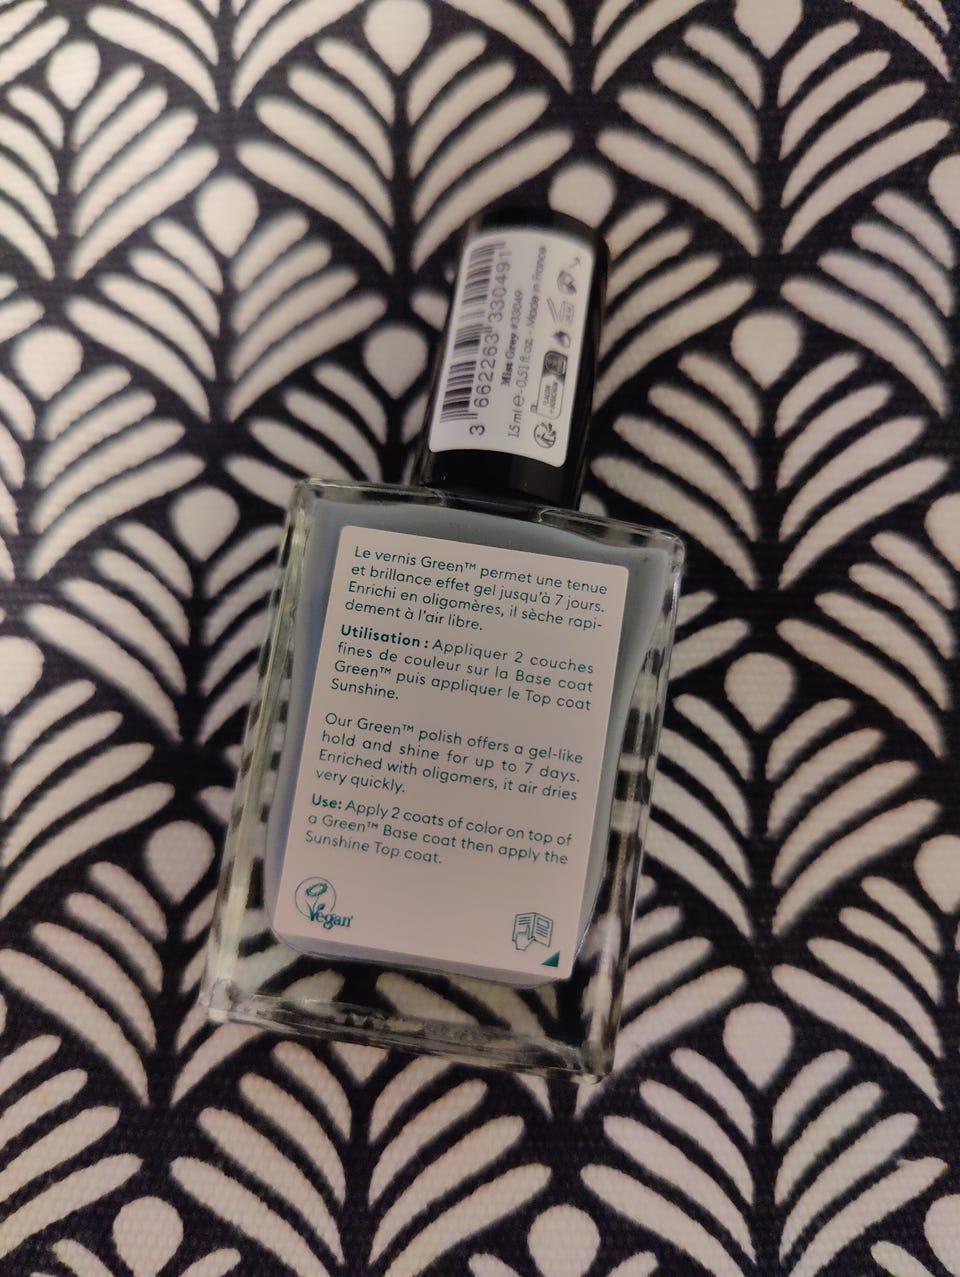 3 662263 330491
Mist Grey #33049
15 ml e - 0.51 fl oz - Made in France
Le vernis Green™ permet une tenue
et brillance effet gel jusqu'à 7 jours.
Enrichi en oligomères, il sèche rapi-
dement à l'air libre.
Utilisation : Appliquer 2 couches
fines de couleur sur la Base coat
Green™ puis appliquer le Top coat
Sunshine.
Our Green™ polish offers a gel-like
hold and shine for up to 7 days.
Enriched with oligomers, it air dries
very quickly.
Use: Apply 2 coats of color on top of
a Green™ Base coat then apply the
Sunshine Top coat.
Vegan